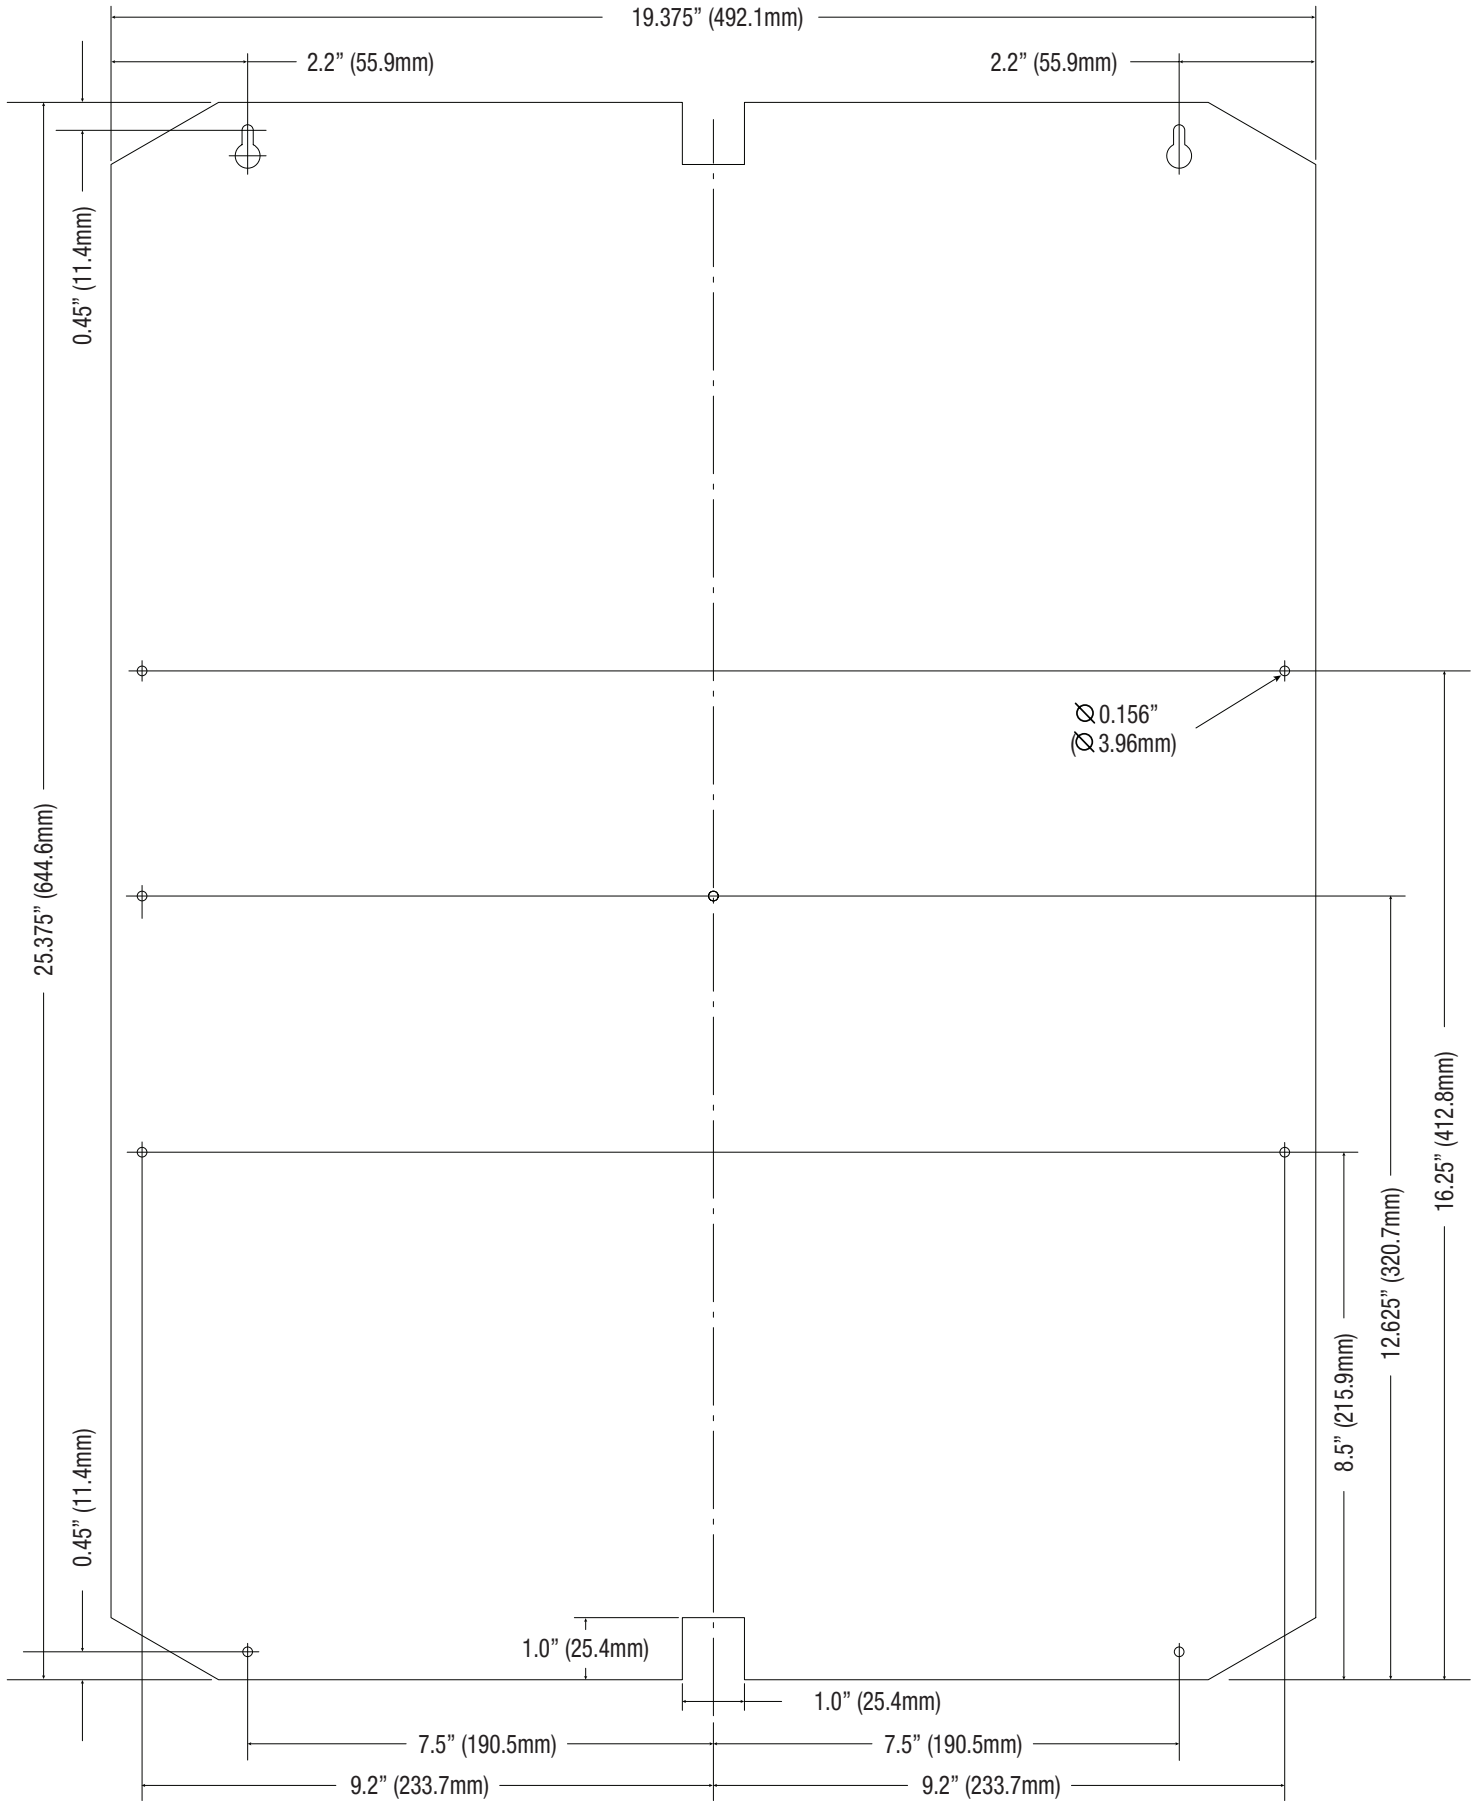 19.375” (492.1mm)
2.2” (55.9mm)
2.2” (55.9mm)
0.45” (11.4mm)
Ø 0.156”
(Ø 3.96mm)
25.375” (644.6mm)
16.25” (412.8mm)
12.625” (320.7mm)
8.5” (215.9mm)
0.45” (11.4mm)
1.0” (25.4mm)
1.0” (25.4mm)
7.5” (190.5mm)
7.5” (190.5mm)
9.2” (233.7mm)
9.2” (233.7mm)